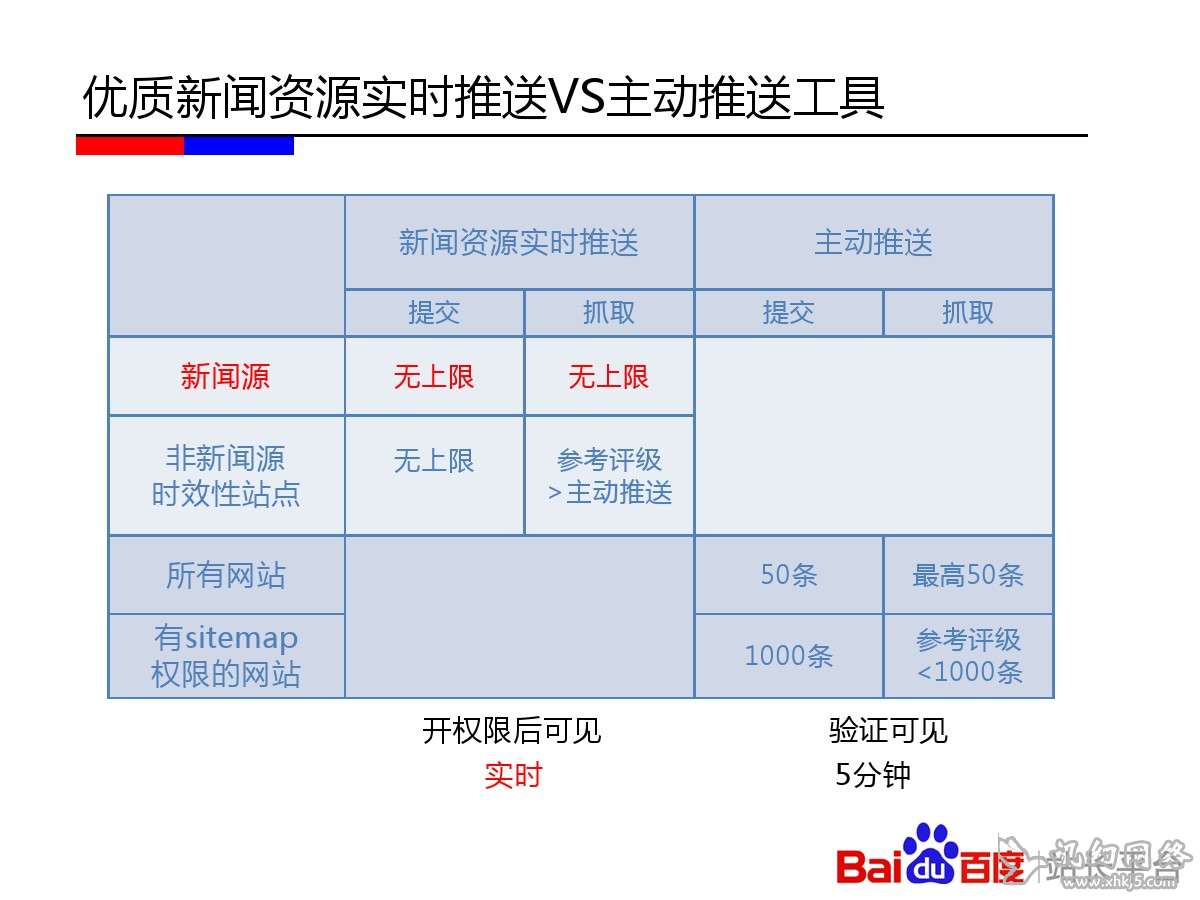 优质新闻资源实时推送VS主动推送工具
新闻资源实时推送 主动推送
提交 抓取 提交 抓取
新闻源 无上限 无上限
非新闻源
时效性站点
无上限
参考评级
>主动推送
所有网站 50条 最高50条
有sitemap
权限的网站
1000条
参考评级
<1000条
开权限后可见 验证可见
实时 5分钟
Bai du 百度 站长平台
www.xhkj5.com